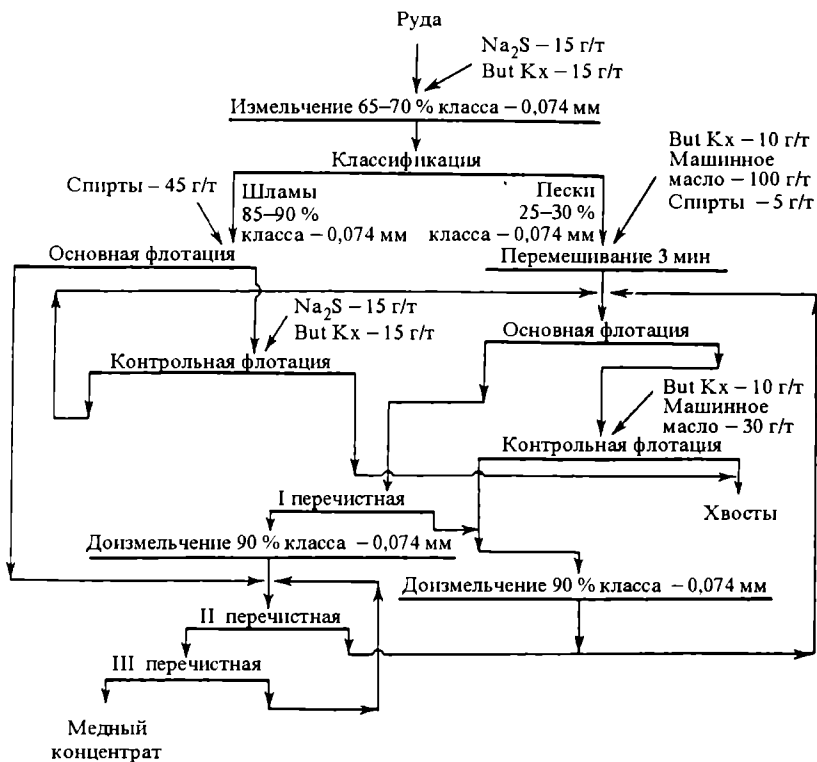 Руда
Na₂S – 15 г/т
But Kx – 15 г/т
Измельчение 65–70 % класса – 0,074 мм
Классификация
But Kx – 10 г/т
Машинное
масло – 100 г/т
Спирты – 5 г/т
Спирты – 45 г/т
Шламы
85–90 %
класса – 0,074 мм
Пески
25–30 %
класса – 0,074 мм
Основная флотация
Перемешивание 3 мин
Na₂S – 15 г/т
But Kx – 15 г/т
Основная флотация
Контрольная флотация
But Kx – 10 г/т
Машинное
масло – 30 г/т
Контрольная флотация
I перечистная
Хвосты
Доизмельчение 90 % класса – 0,074 мм
Доизмельчение 90 % класса – 0,074 мм
II перечистная
III перечистная
Медный
концентрат